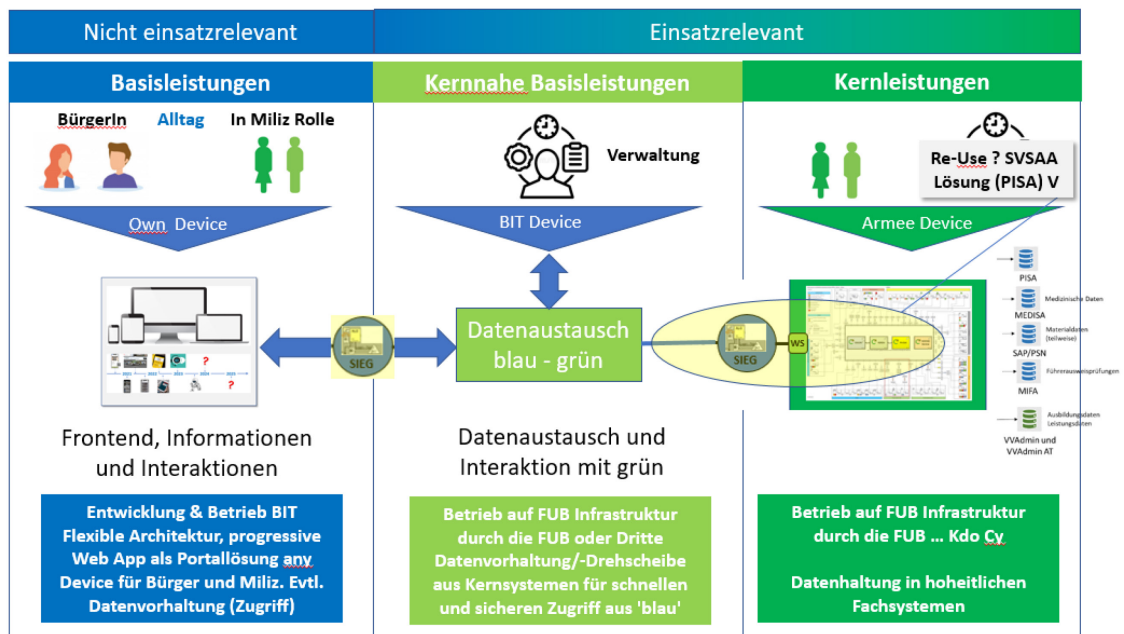 Nicht einsatzrelevant
Einsatzrelevant
Basisleistungen
Kernnahe Basisleistungen
Kernleistungen
BürgerIn
Alltag
In Miliz Rolle
Verwaltung
Re-Use ? SVSAA
Lösung (PISA) V
Own Device
BIT Device
Armee Device
PISA
Medizinische Daten
MEDISA
Materialdaten
(teilweise)
SAP/PSN
Führerausweisprüfungen
MIFA
Ausbildungsdaten
Leistungsdaten
VVAdmin und
VVAdmin AT
?
?
SIEG
Datenaustausch
blau - grün
SIEG
WS
Frontend, Informationen
und Interaktionen
Datenaustausch und
Interaktion mit grün
Entwicklung & Betrieb BIT
Flexible Architektur, progressive
Web App als Portallösung any
Device für Bürger und Miliz. Evtl.
Datenvorhaltung (Zugriff)
Betrieb auf FUB Infrastruktur
durch die FUB oder Dritte
Datenvorhaltung/-Drehscheibe
aus Kernsystemen für schnellen
und sicheren Zugriff aus 'blau'
Betrieb auf FUB Infrastruktur
durch die FUB ... Kdo Cy
Datenhaltung in hoheitlichen
Fachsystemen